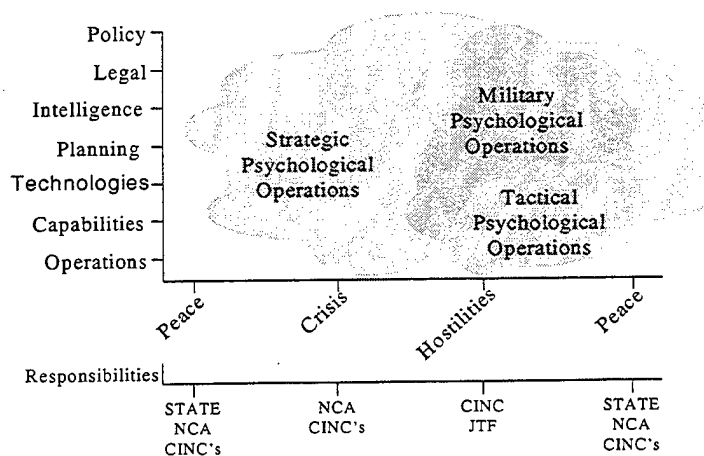 Policy
Legal
Intelligence
Planning
Technologies
Capabilities
Operations
Strategic
Psychological
Operations
Military
Psychological
Operations
Tactical
Psychological
Operations
Peace
Crisis
Hostilities
Peace
Responsibilities
STATE
NCA
CINC's
NCA
CINC's
CINC
JTF
STATE
NCA
CINC's